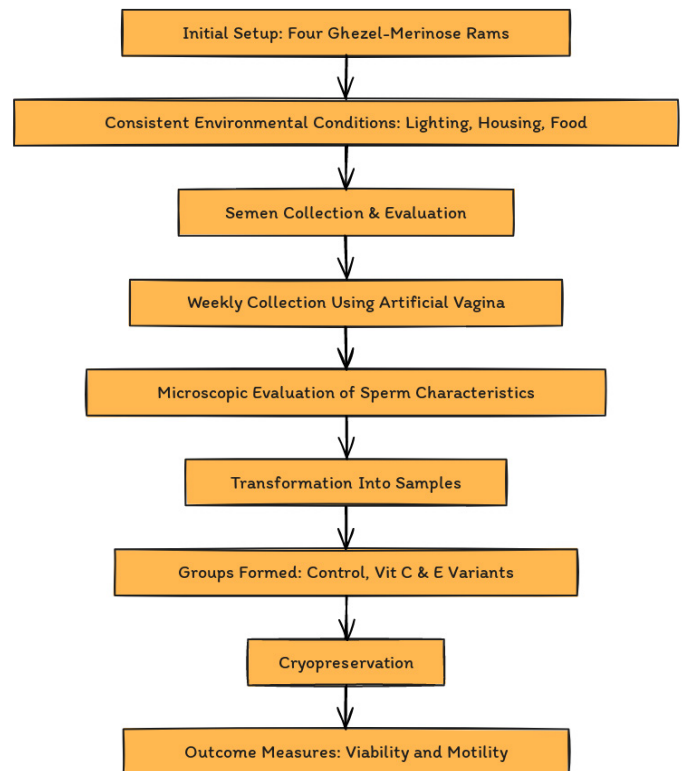 Initial Setup: Four Ghezel-Merinose Rams
Consistent Environmental Conditions: Lighting, Housing, Food
Semen Collection & Evaluation
Weekly Collection Using Artificial Vagina
Microscopic Evaluation of Sperm Characteristics
Transformation Into Samples
Groups Formed: Control, Vit C & E Variants
Cryopreservation
Outcome Measures: Viability and Motility